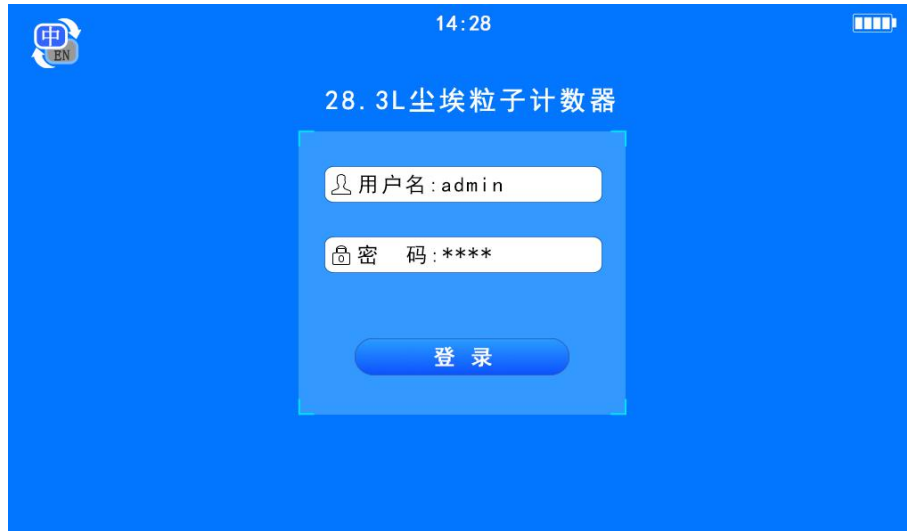 中
EN
14:28
28.3L尘埃粒子计数器
用户名:admin
密 码:****
登 录